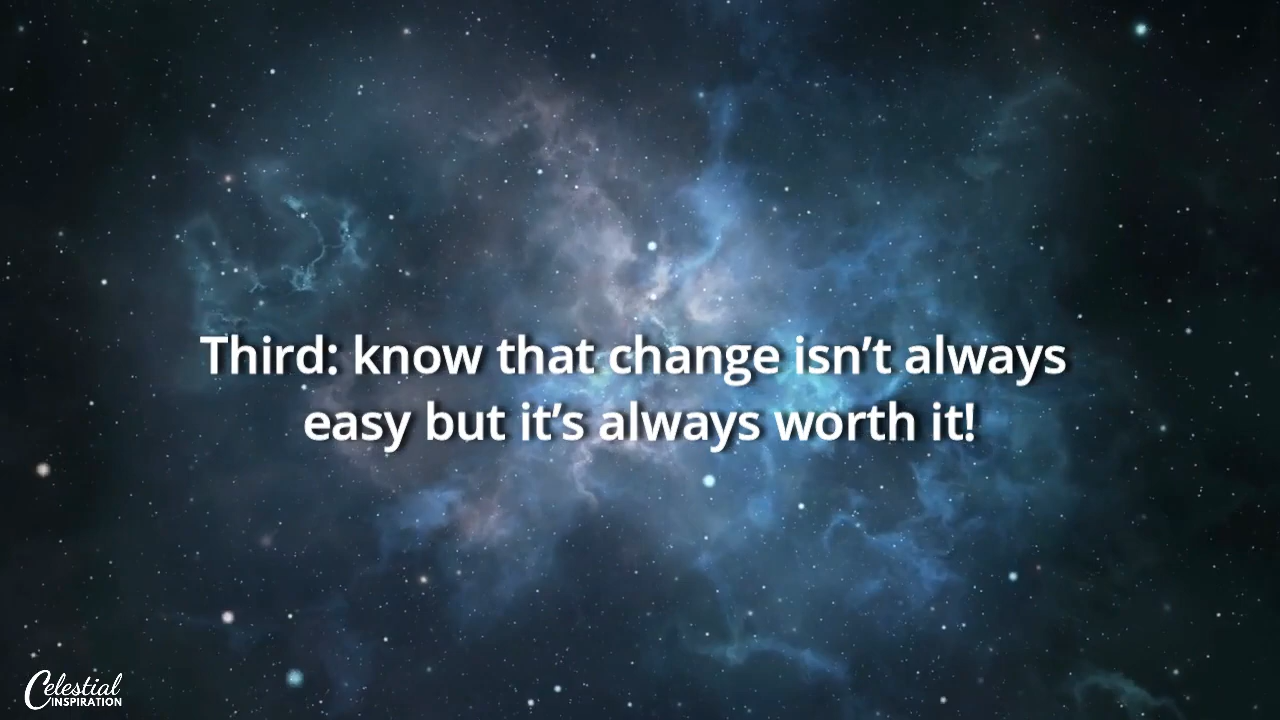 Third: know that change isn’t always
easy but it’s always worth it!
Celestial
INSPIRATION